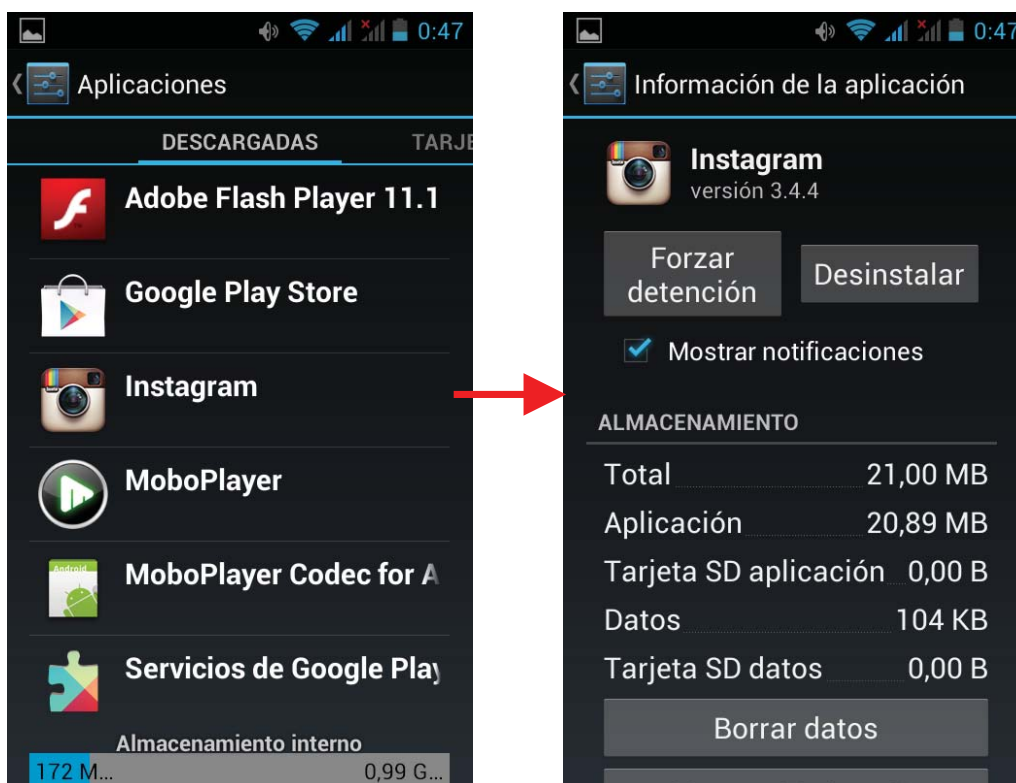 0:47
Aplicaciones
DESCARGADAS TARJE
Adobe Flash Player 11.1
Google Play Store
Instagram
MoboPlayer
Android
MoboPlayer Codec for A
Servicios de Google Play
Almacenamiento interno
172 M... 0,99 G...
0:47
Información de la aplicación
Instagram
versión 3.4.4
Forzar
detención
Desinstalar
Mostrar notificaciones
ALMACENAMIENTO
Total 21,00 MB
Aplicación 20,89 MB
Tarjeta SD aplicación 0,00 B
Datos 104 KB
Tarjeta SD datos 0,00 B
Borrar datos